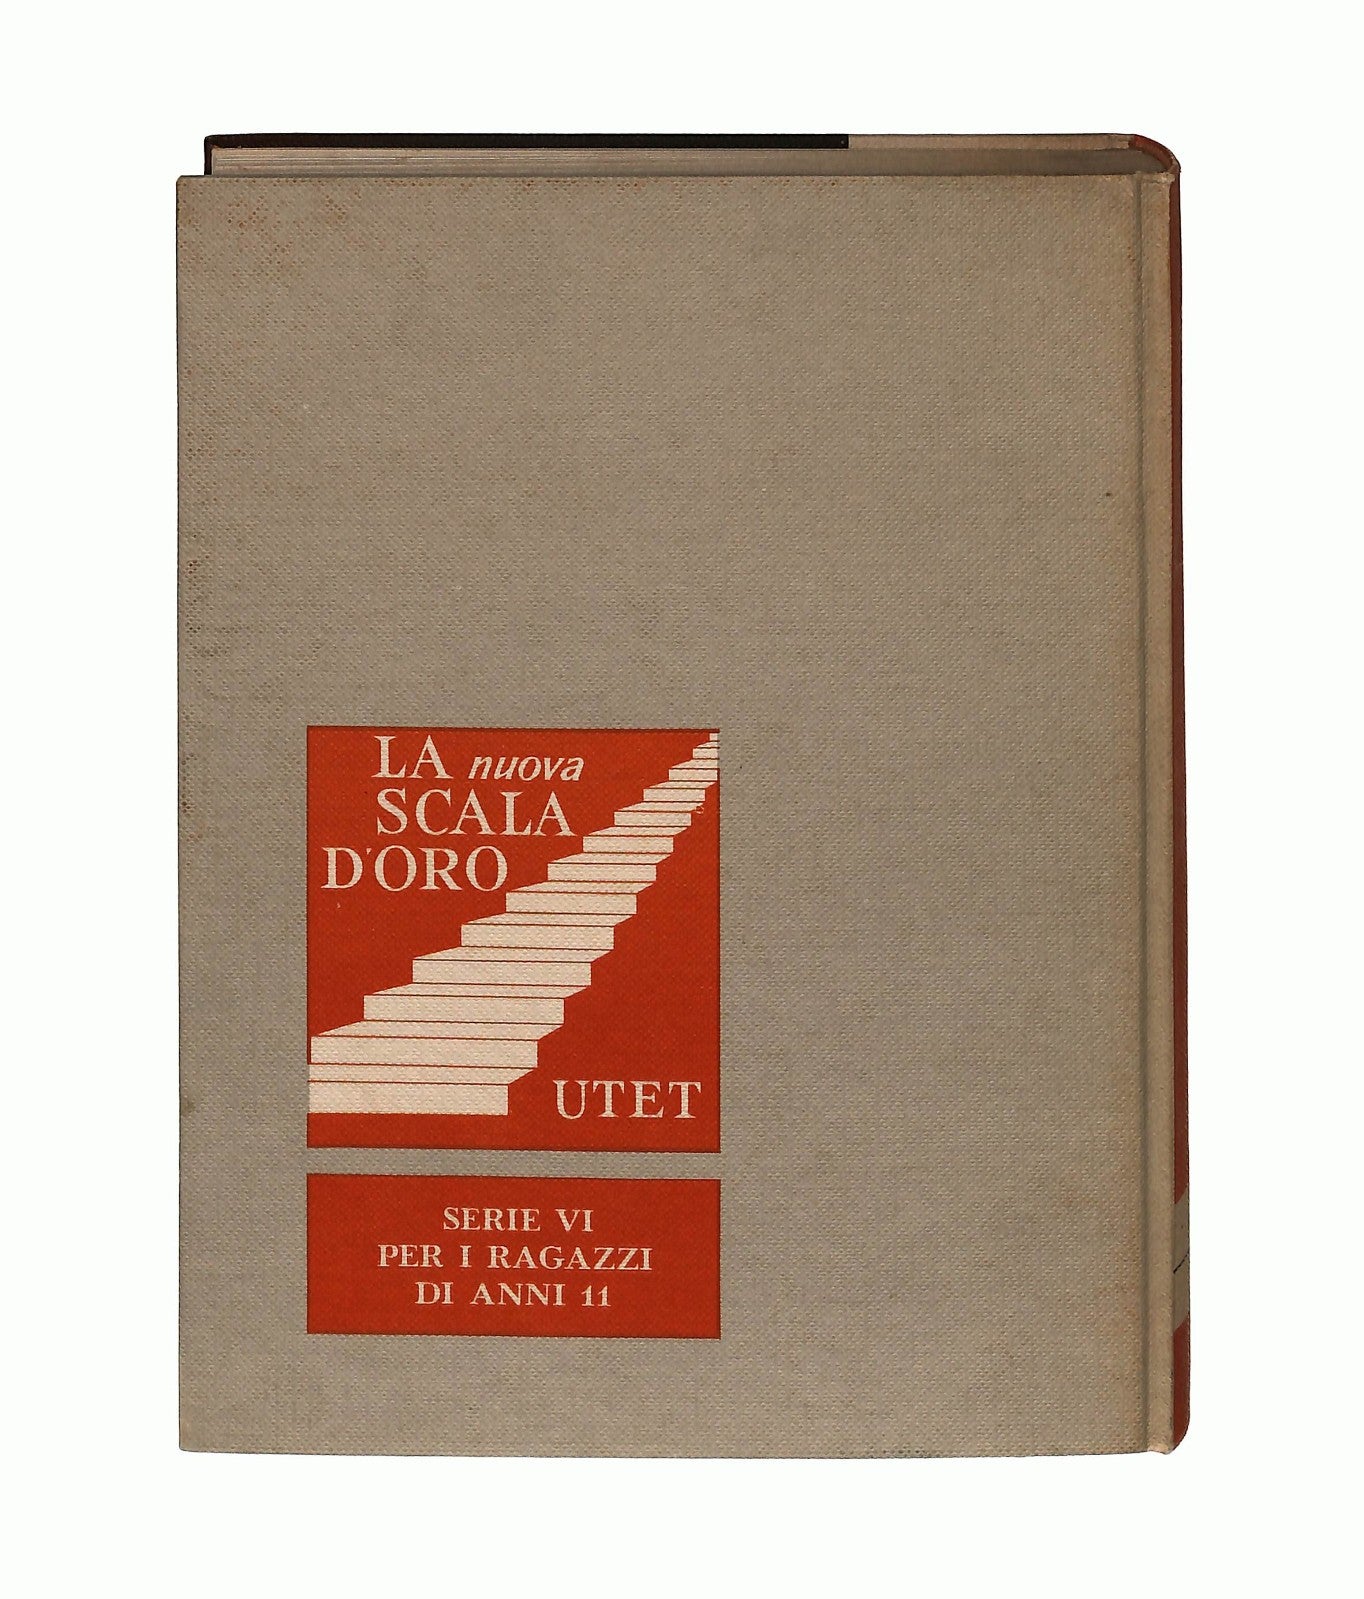 LA nuova
SCALA
D'ORO
UTET
SERIE VI
PER I RAGAZZI
DI ANNI 11